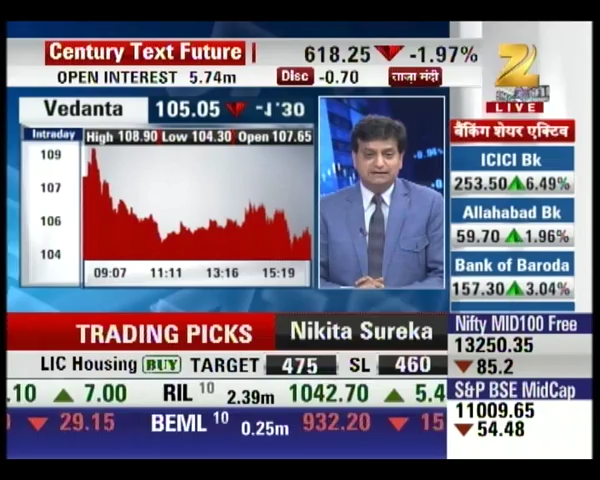 Century Text Future 618.25 -1.97%
OPEN INTEREST 5.74m Disc -0.70 ताज़ा मंदी
Z
LIVE
Vedanta 105.05
Intraday High 108.90 Low 104.30 Open 107.65
109
107
106
104
09:07 11:11 13:16 15:19
बैंकिंग शेयर एक्टिव
ICICI Bk
253.50 6.49%
Allahabad Bk
59.70 1.96%
Bank of Baroda
157.30 3.04%
TRADING PICKS Nikita Sureka
LIC Housing BUY TARGET 475 SL 460
.10 7.00 RIL 10 2.39m 1042.70 5.4
29.15 BEML 10 0.25m 932.20 15
Nifty MID100 Free
13250.35
85.2
S&P BSE MidCap
11009.65
54.48